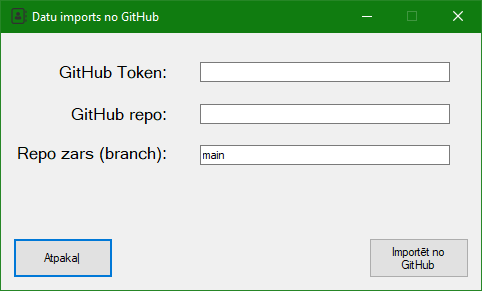 Datu imports no GitHub
GitHub Token:
GitHub repo:
Repo zars (branch):
main
Atpakaļ
Importēt no
GitHub